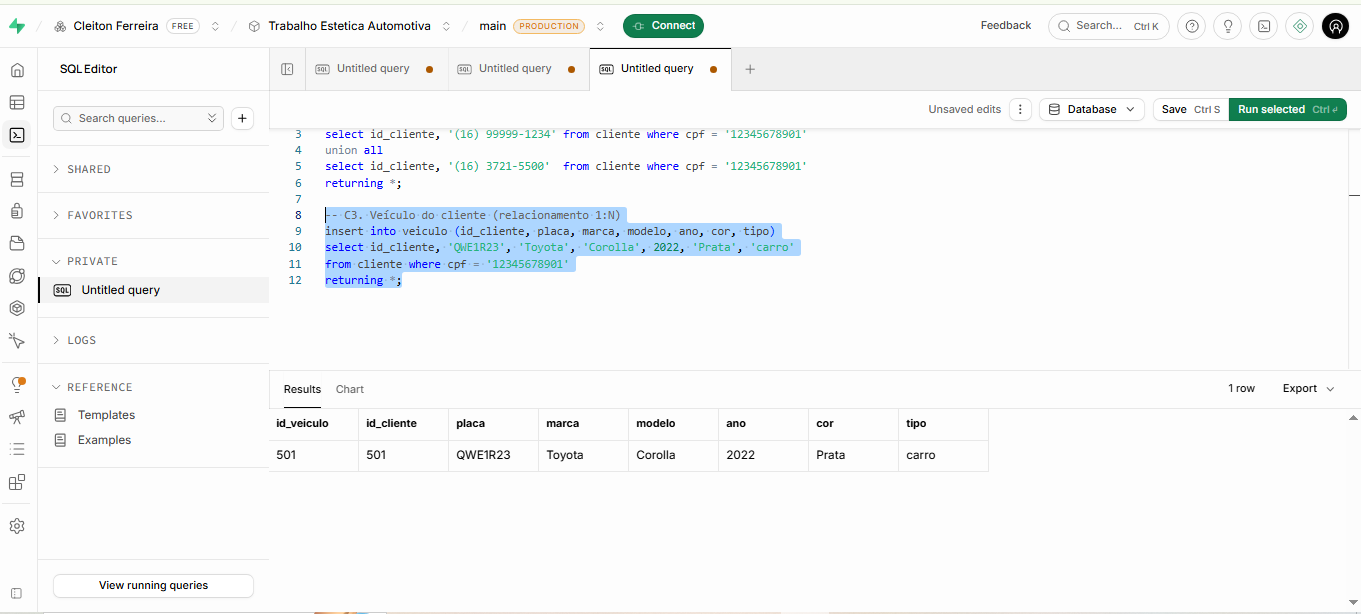 Cleiton Ferreira FREE / Trabalho Estetica Automotiva / main PRODUCTION Connect Feedback Search... Ctrl K
SQL Editor
SQL Untitled query SQL Untitled query SQL Untitled query
Search queries...
Unsaved edits Database Save Ctrl S Run selected Ctrl ↵
SHARED
FAVORITES
PRIVATE
SQL Untitled query
LOGS
REFERENCE
Templates
Examples
View running queries
3 select id_cliente, '(16) 99999-1234' from cliente where cpf = '12345678901'
4 union all
5 select id_cliente, '(16) 3721-5500'  from cliente where cpf = '12345678901'
6 returning *;
7
8 -- C3. Veículo do cliente (relacionamento 1:N)
9 insert into veiculo (id_cliente, placa, marca, modelo, ano, cor, tipo)
10 select id_cliente, 'QWE1R23', 'Toyota', 'Corolla', 2022, 'Prata', 'carro'
11 from cliente where cpf = '12345678901'
12 returning *;
Results Chart 1 row Export
id_veiculo id_cliente placa marca modelo ano cor tipo
501 501 QWE1R23 Toyota Corolla 2022 Prata carro